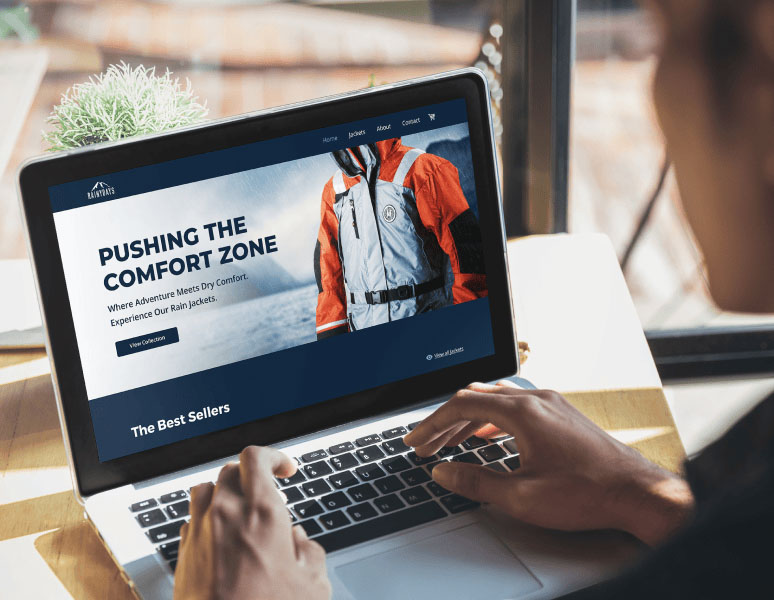 Home Jackets About Contact
RAINYDAYS
PUSHING THE
COMFORT ZONE
Where Adventure Meets Dry Comfort.
Experience Our Rain Jackets.
View Collection
View all Jackets
The Best Sellers